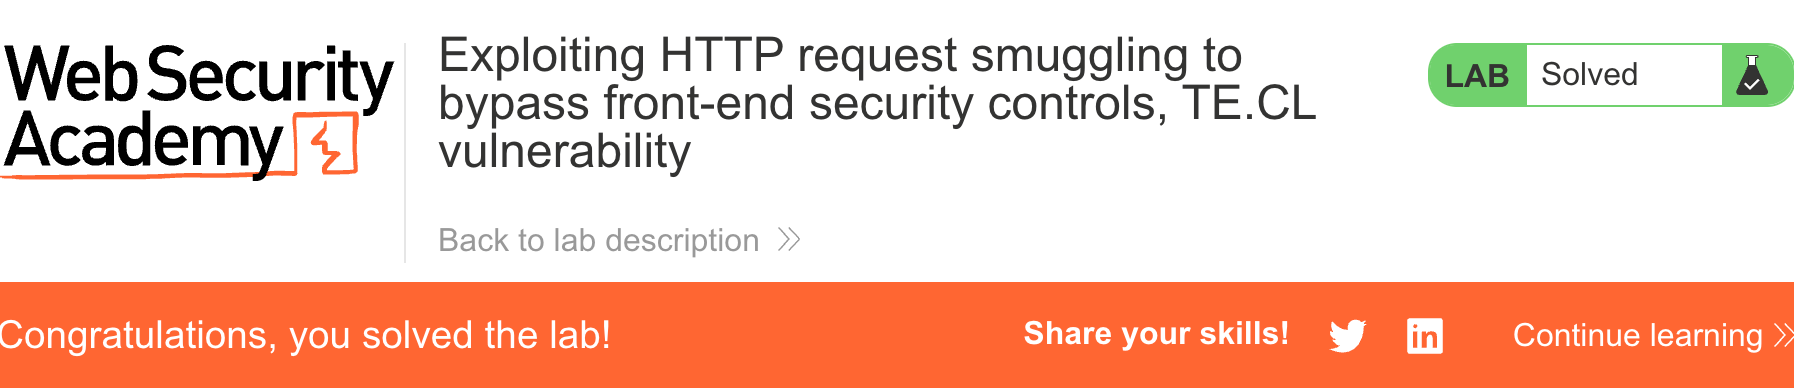 Web Security
Academy
Exploiting HTTP request smuggling to
bypass front-end security controls, TE.CL
vulnerability
LAB Solved
Back to lab description
Congratulations, you solved the lab!
Share your skills!
Continue learning